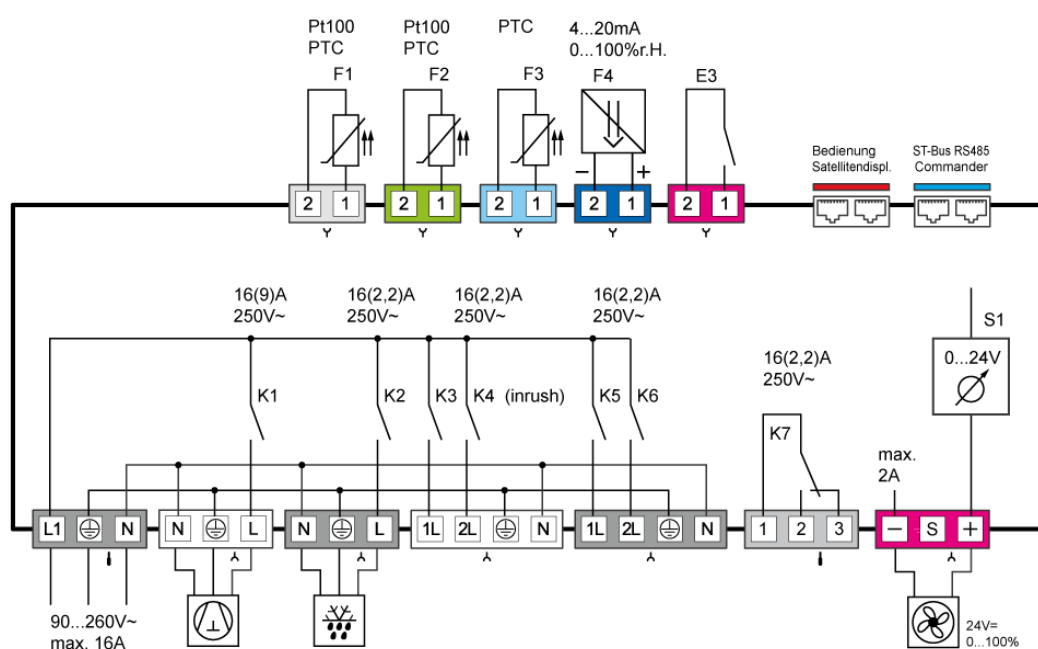 Pt100 Pt100 PTC 4...20mA
PTC PTC 0...100%r.H.
F1 F2 F3 F4 E3
Bedienung ST-Bus RS485
Satellitendispl. Commander
− +
2 1 2 1 2 1 2 1 2 1
16(9)A 16(2,2)A 16(2,2)A 16(2,2)A
250V~ 250V~ 250V~ 250V~
S1
16(2,2)A 0...24V
250V~
K1 K2 K3 K4 (inrush) K5 K6
K7
max.
2A
L1 N N L N L 1L 2L N 1L 2L N 1 2 3 − S +
90...260V~
max. 16A
24V=
0...100%